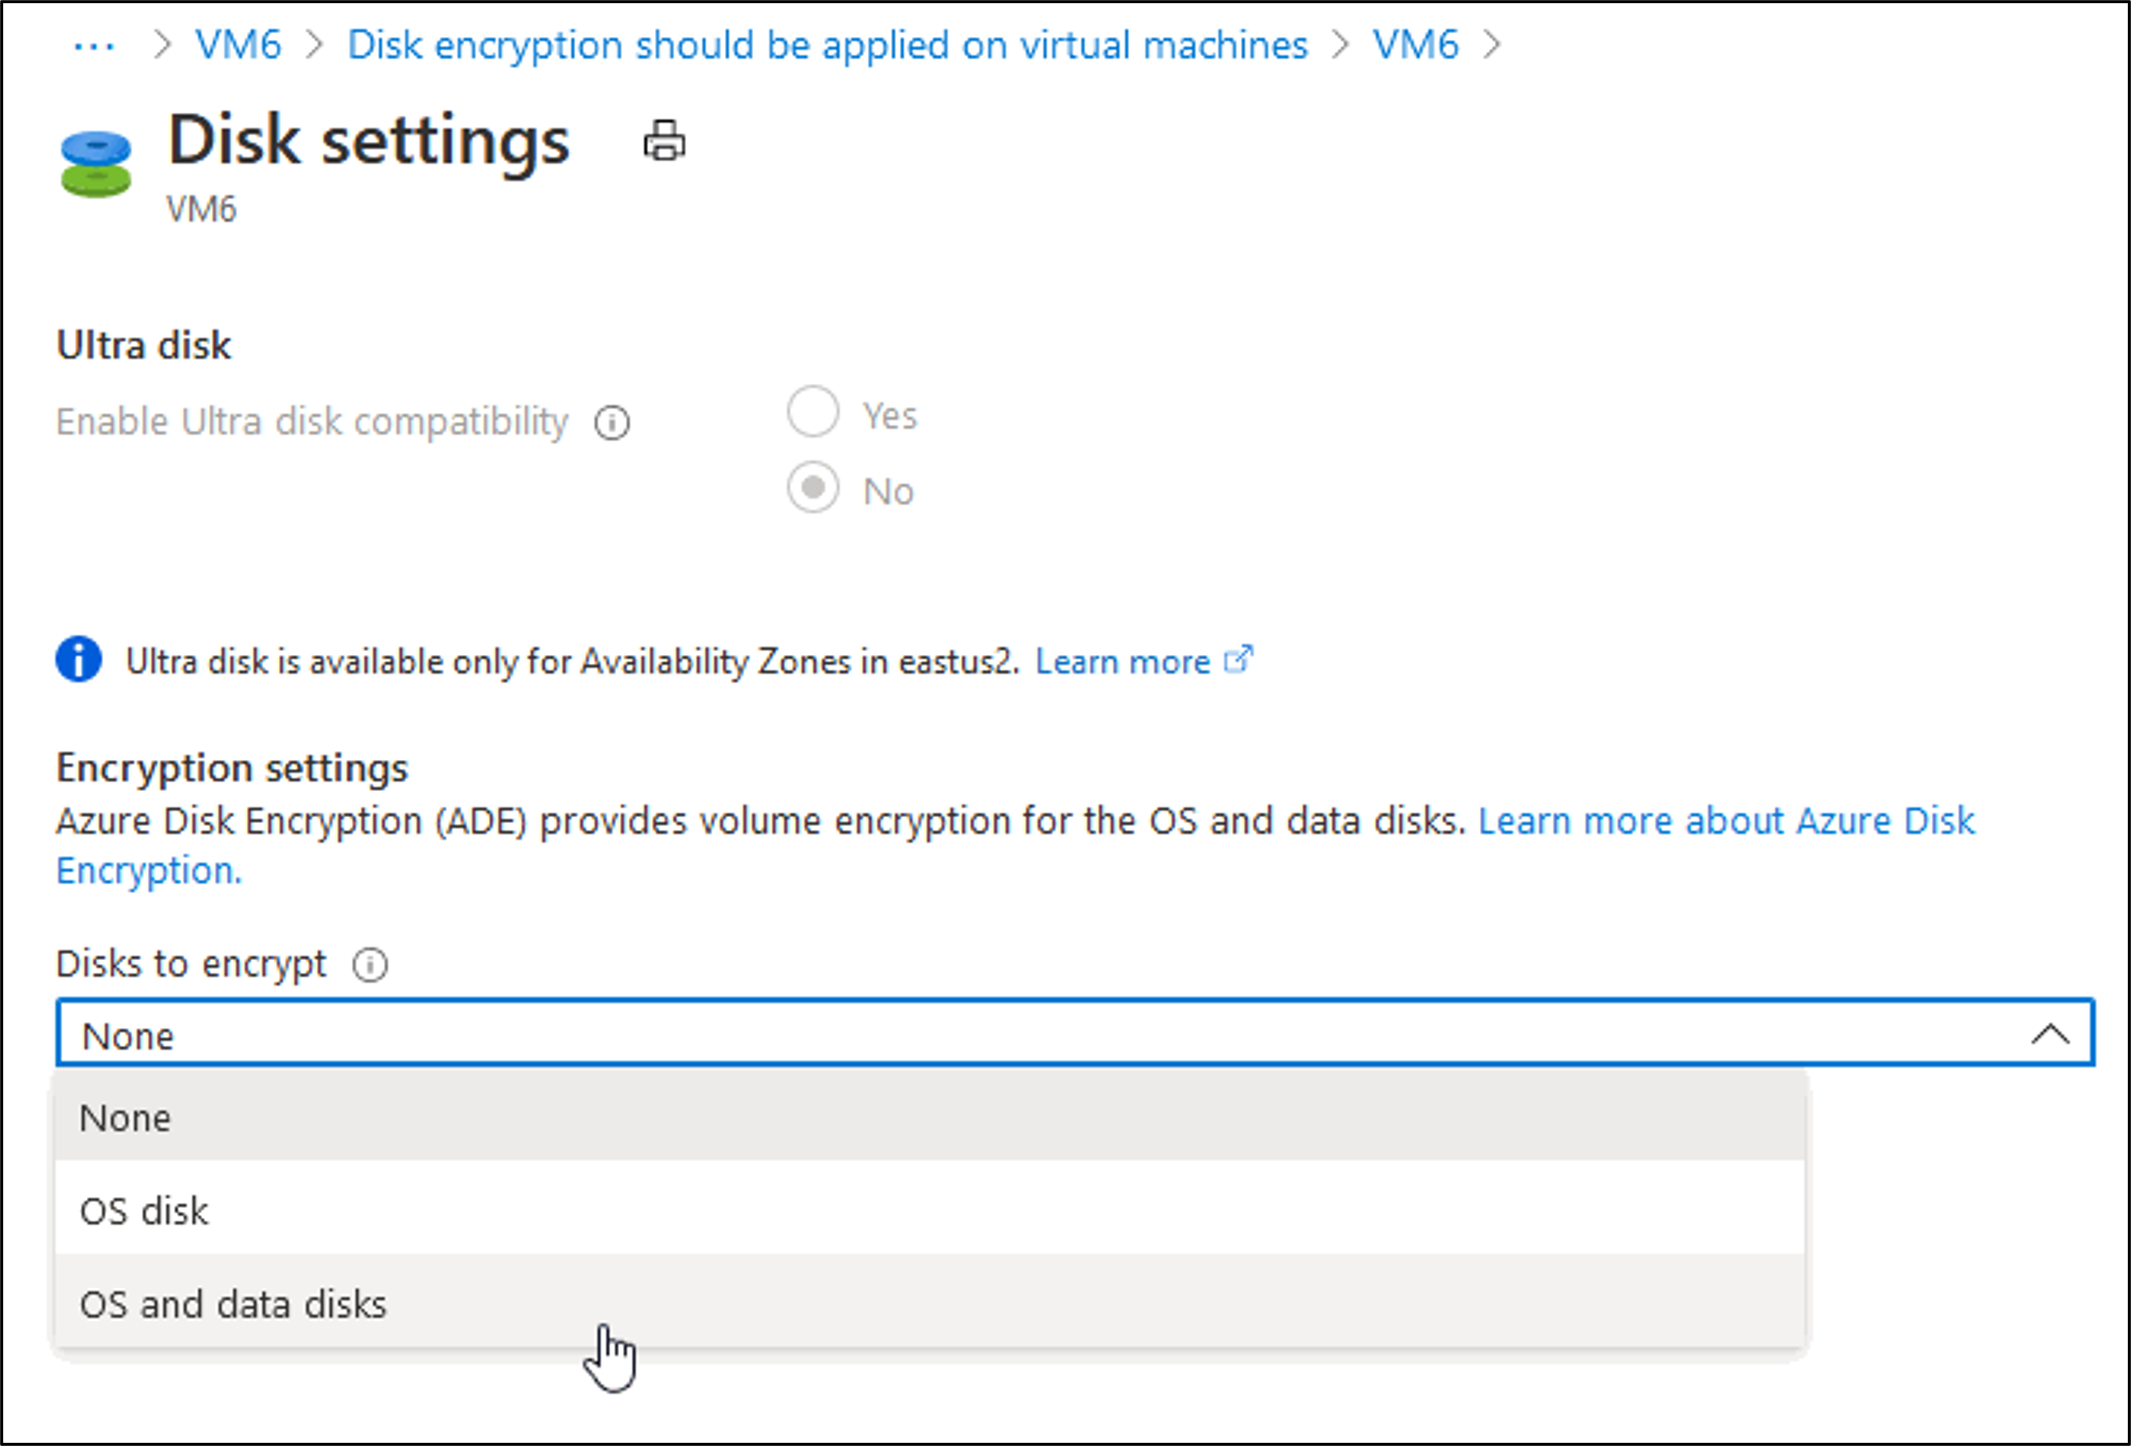 ... > VM6 > Disk encryption should be applied on virtual machines > VM6 >
Disk settings
VM6
Ultra disk
Enable Ultra disk compatibility
Yes
No
Ultra disk is available only for Availability Zones in eastus2. Learn more
Encryption settings
Azure Disk Encryption (ADE) provides volume encryption for the OS and data disks. Learn more about Azure Disk
Encryption.
Disks to encrypt
None
None
OS disk
OS and data disks